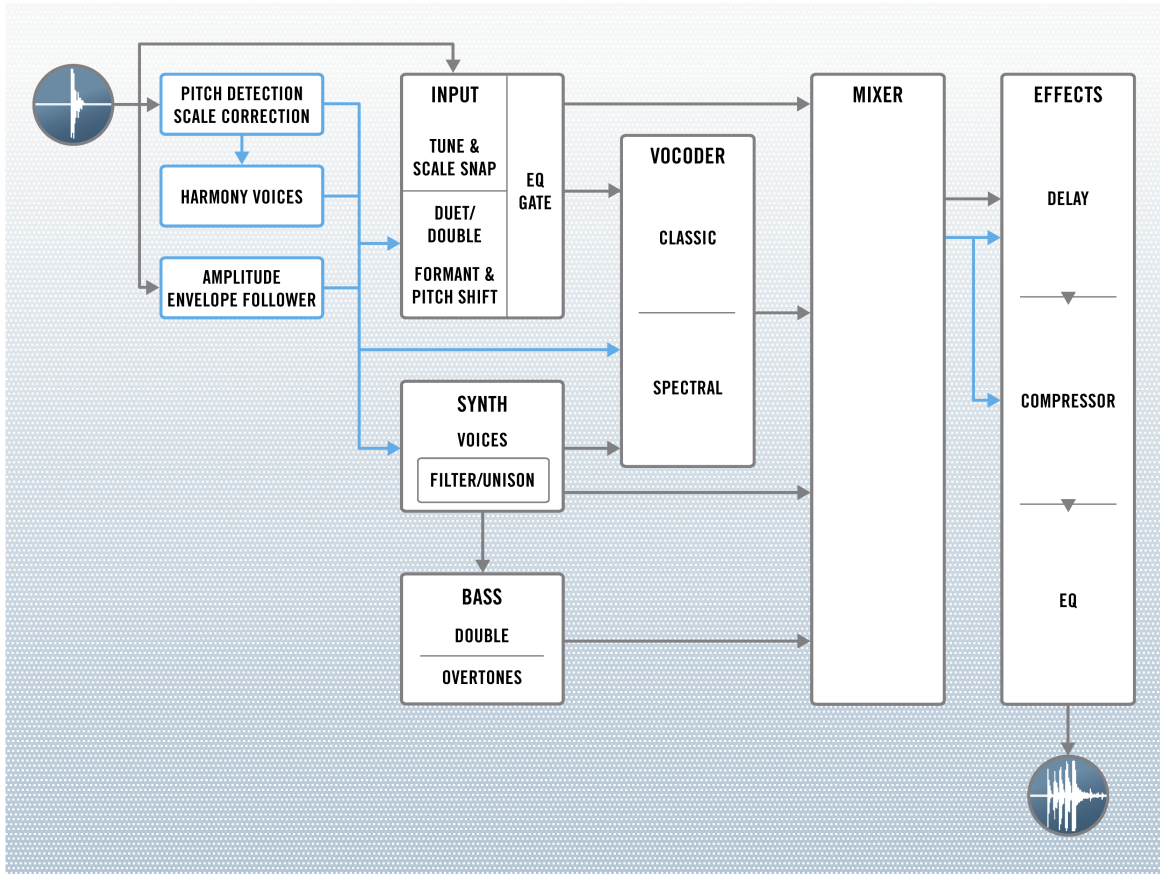 PITCH DETECTION
SCALE CORRECTION
HARMONY VOICES
AMPLITUDE
ENVELOPE FOLLOWER
INPUT
TUNE &
SCALE SNAP
DUET/
DOUBLE
FORMANT &
PITCH SHIFT
EQ
GATE
SYNTH
VOICES
FILTER/UNISON
BASS
DOUBLE
OVERTONES
VOCODER
CLASSIC
SPECTRAL
MIXER
EFFECTS
DELAY
COMPRESSOR
EQ